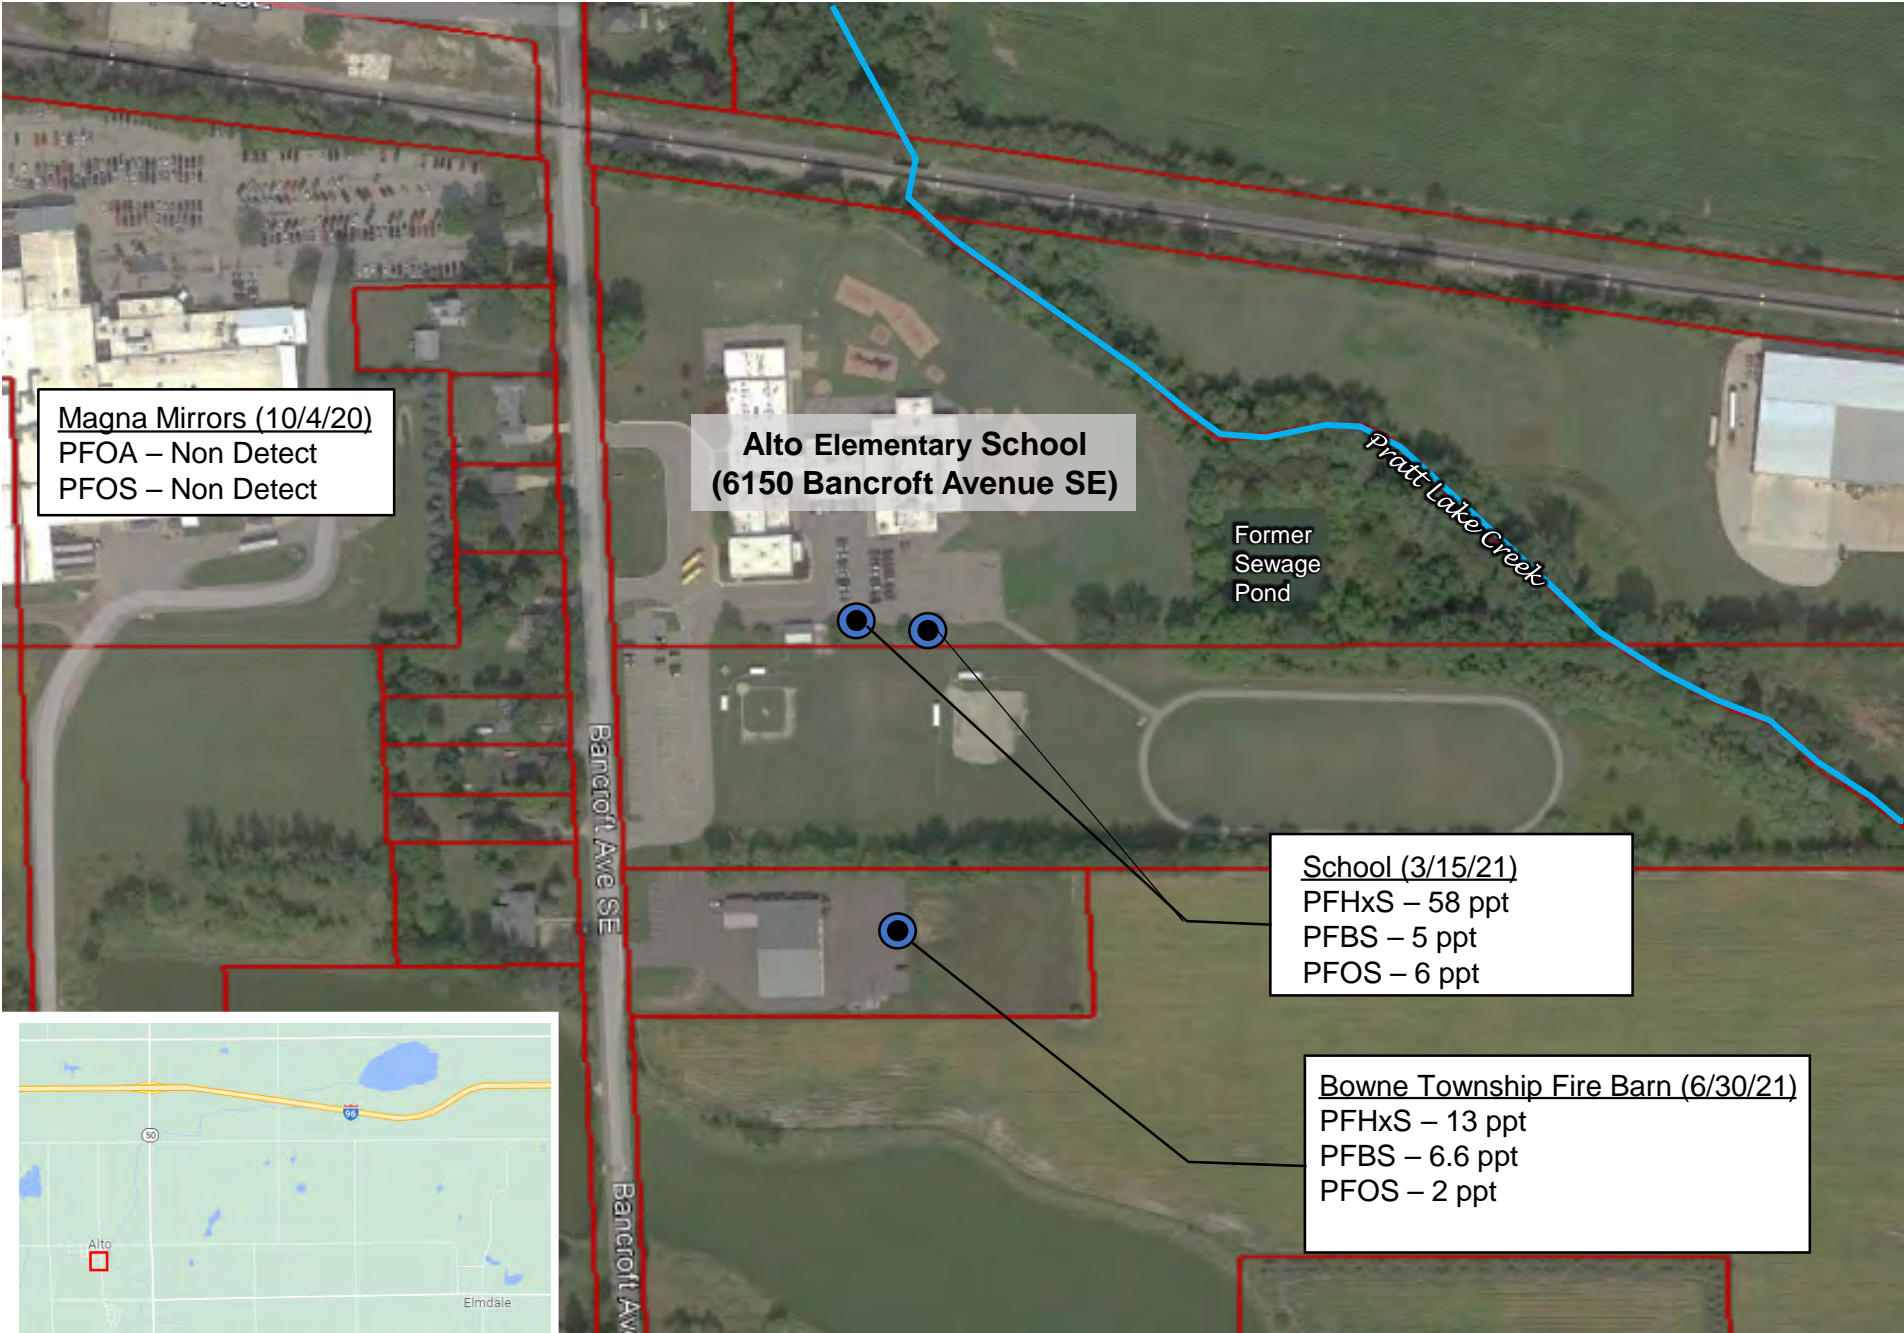 SE
Magna Mirrors (10/4/20)
PFOA – Non Detect
PFOS – Non Detect
Alto Elementary School
(6150 Bancroft Avenue SE)
Former
Sewage
Pond
Pratt Lake Creek
Bancroft Ave SE
School (3/15/21)
PFHxS – 58 ppt
PFBS – 5 ppt
PFOS – 6 ppt
Bowne Township Fire Barn (6/30/21)
PFHxS – 13 ppt
PFBS – 6.6 ppt
PFOS – 2 ppt
Bancroft Av
96
50
Alto
Elmdale